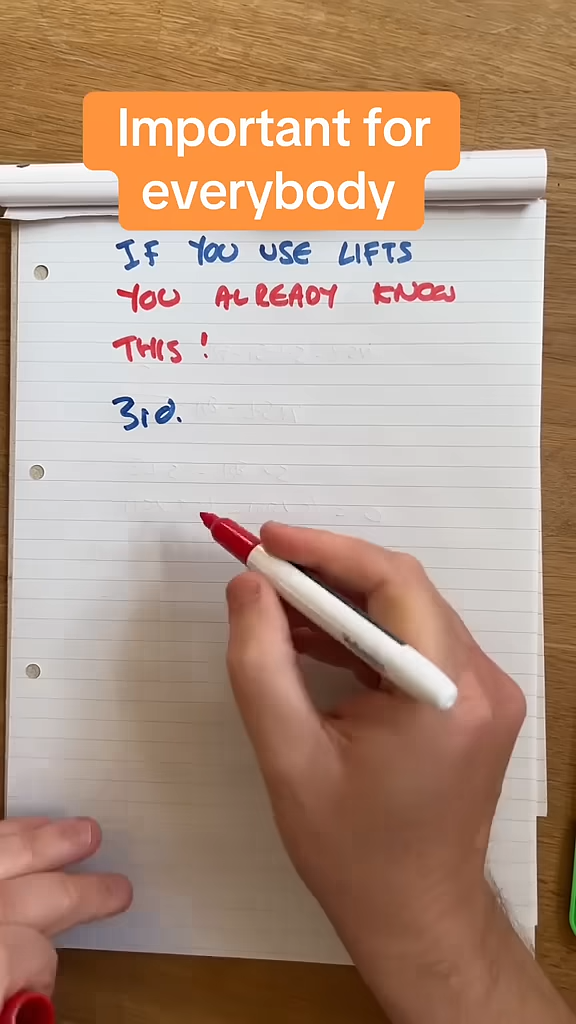 Important for
everybody
IF YOU USE LIFTS
YOU ALREADY KNOW
THIS!
3rd.